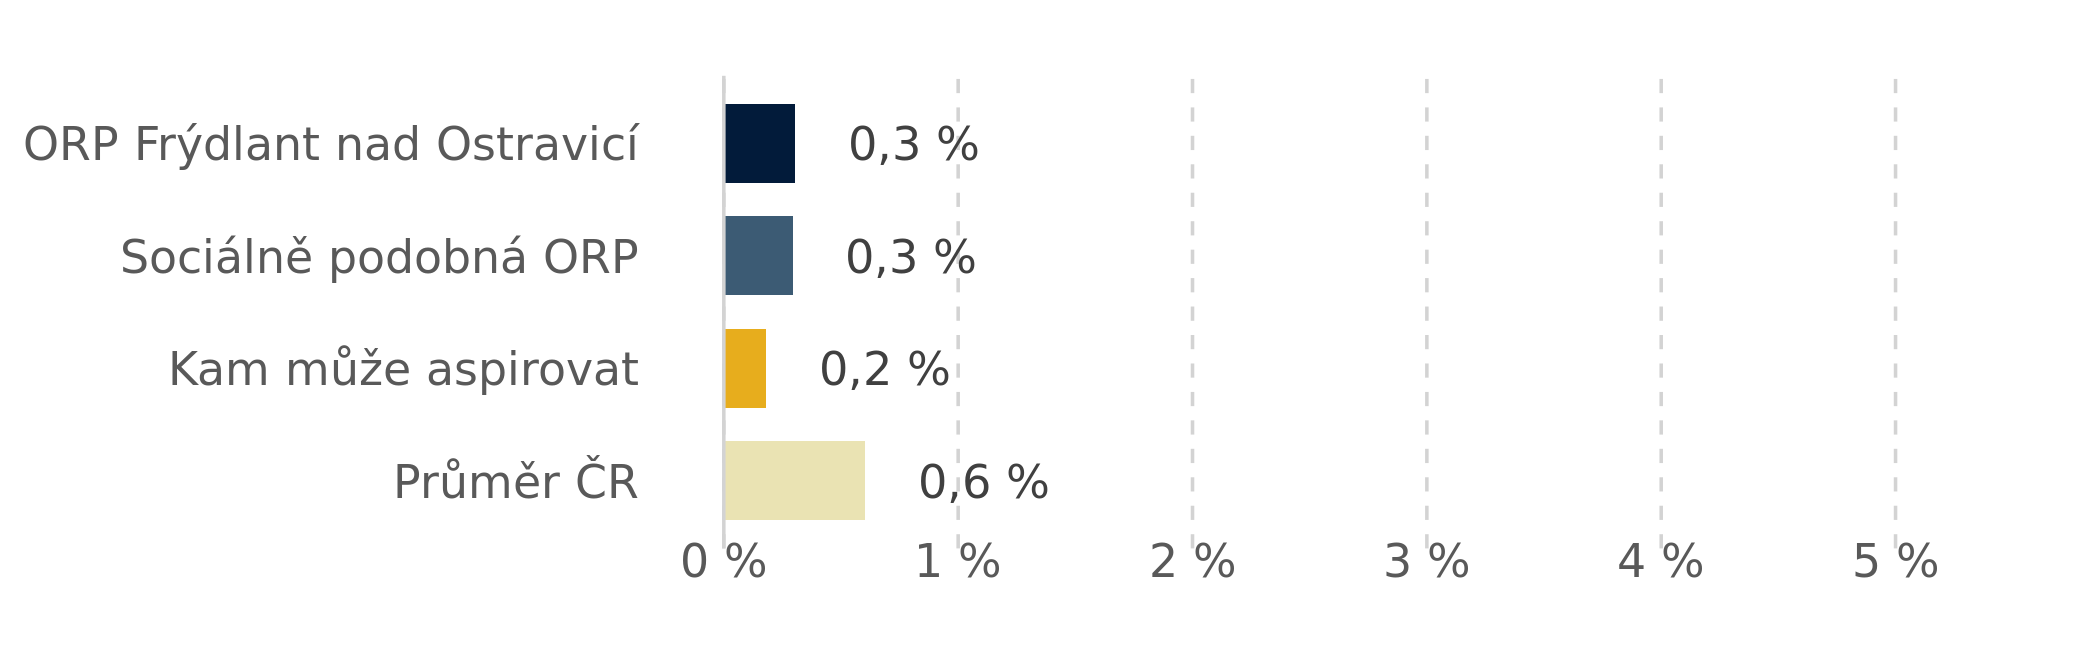 ORP Frýdlant nad Ostravicí 0,3 %
Sociálně podobná ORP 0,3 %
Kam může aspirovat 0,2 %
Průměr ČR 0,6 %
0 % 1 % 2 % 3 % 4 % 5 %